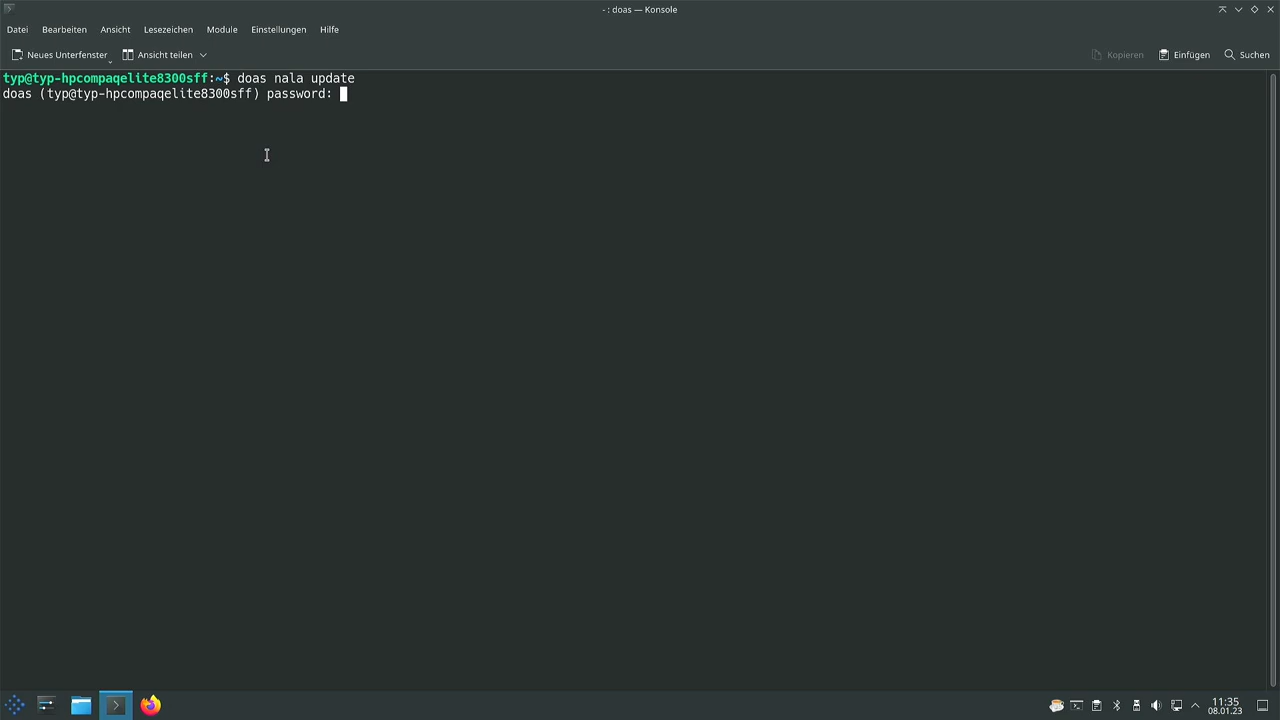 - : doas — Konsole
Datei Bearbeiten Ansicht Lesezeichen Module Einstellungen Hilfe
Neues Unterfenster Ansicht teilen Kopieren Einfügen Suchen
typ@typ-hpcompaqelite8300sff:~$ doas nala update
doas (typ@typ-hpcompaqelite8300sff) password:
11:35
08.01.23